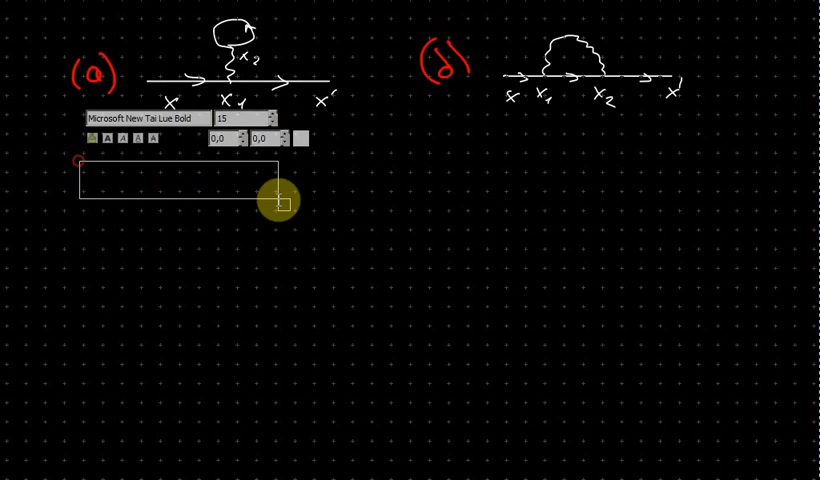 (a)
x₂
x x₁ x'
(d)
x x₁ x₂ x'
Microsoft New Tai Lue Bold 15
A A A A
0,0 0,0